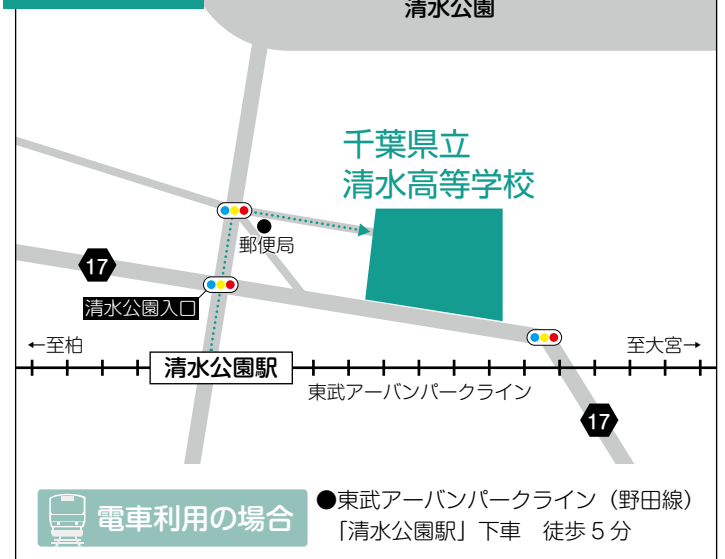 清水公園
千葉県立
清水高等学校
郵便局
17
清水公園入口
←至柏
至大宮→
清水公園駅
東武アーバンパークライン
17
電車利用の場合
●東武アーバンパークライン（野田線）
「清水公園駅」下車　徒歩５分